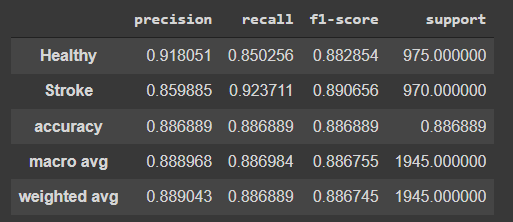 precision recall f1-score support
Healthy 0.918051 0.850256 0.882854 975.000000
Stroke 0.859885 0.923711 0.890656 970.000000
accuracy 0.886889 0.886889 0.886889 0.886889
macro avg 0.888968 0.886984 0.886755 1945.000000
weighted avg 0.889043 0.886889 0.886745 1945.000000